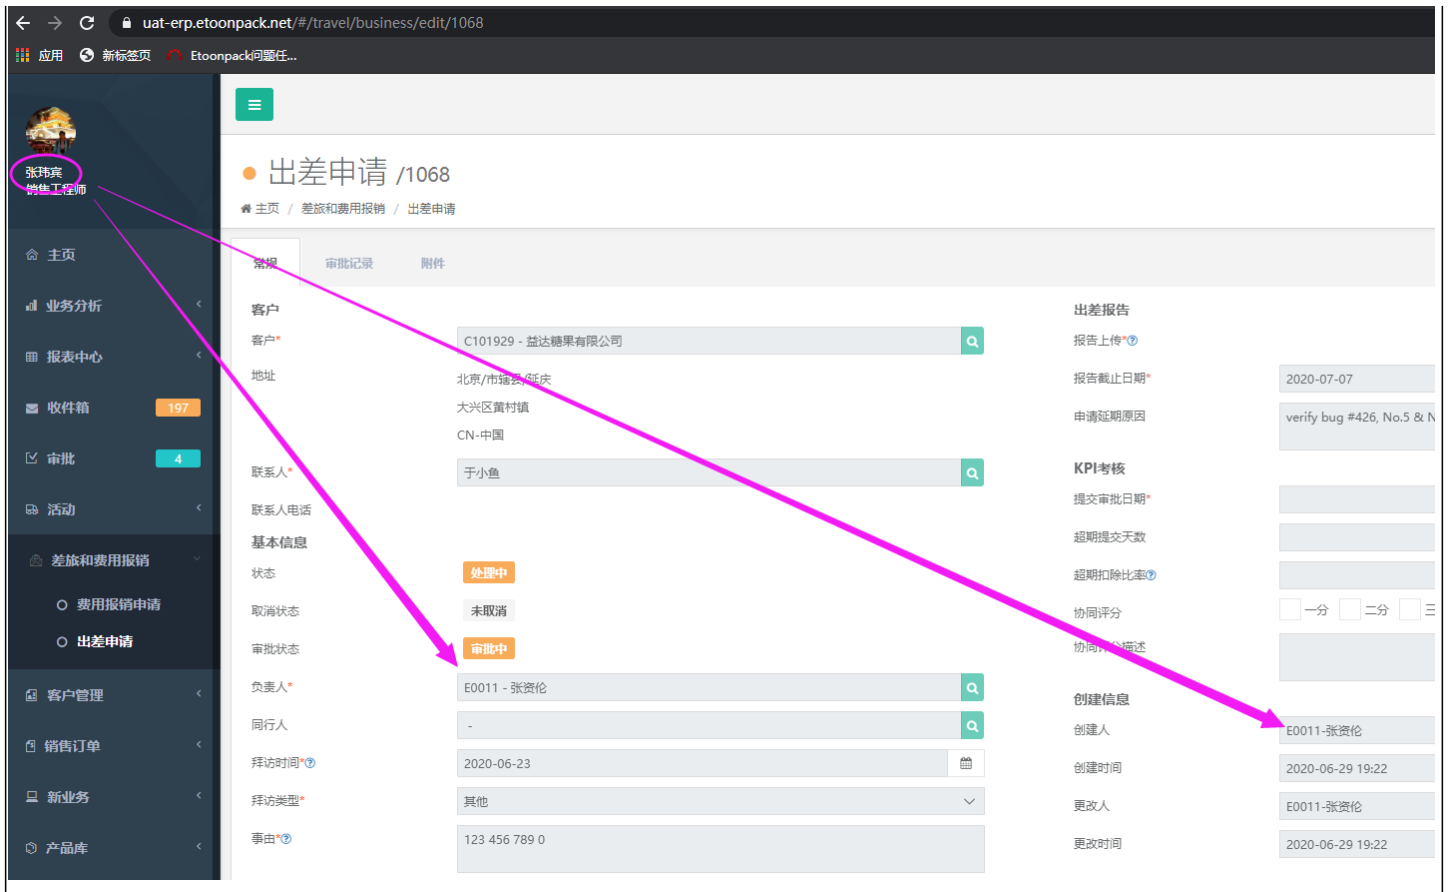 uat-erp.etoonpack.net/#/travel/business/edit/1068
应用 新标签页 Etoonpack问题任...
张玮宾
销售工程师
出差申请 /1068
主页 / 差旅和费用报销 / 出差申请
主页
业务分析
报表中心
收件箱 197
审批 4
活动
差旅和费用报销
费用报销申请
出差申请
客户管理
销售订单
新业务
产品库
常规 审批记录 附件
客户
客户* C101929 - 益达糖果有限公司
地址 北京/市辖县/延庆
大兴区黄村镇
CN-中国
联系人* 于小鱼
联系人电话
基本信息
状态 处理中
取消状态 未取消
审批状态 审批中
负责人* E0011 - 张资伦
同行人 -
拜访时间* 2020-06-23
拜访类型* 其他
事由* 123 456 789 0
出差报告
报告上传*
报告截止日期* 2020-07-07
申请延期原因 verify bug #426, No.5 & N
KPI考核
提交审批日期*
超期提交天数
超期扣除比率
协同评分 一分 二分 三
协同评分描述
创建信息
创建人 E0011-张资伦
创建时间 2020-06-29 19:22
更改人 E0011-张资伦
更改时间 2020-06-29 19:22